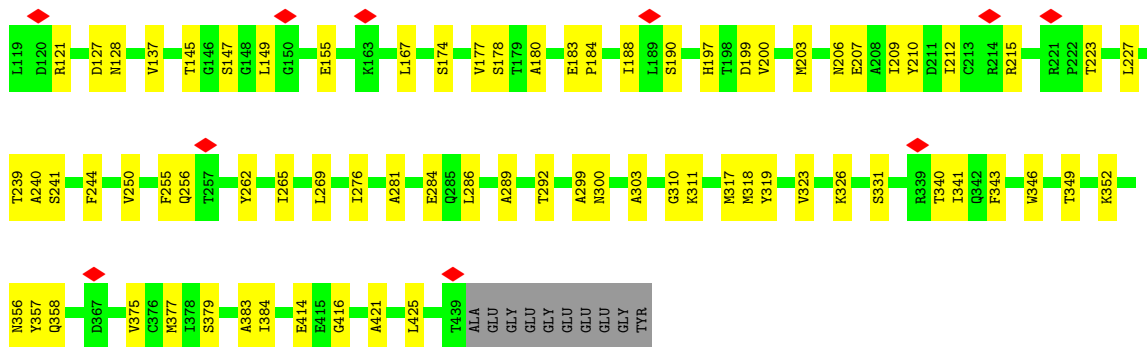 L119 D120 R121 D127 N128 V137 T145 G146 S147 G148 L149 G150 E155 K163 L167 S174 V177 S178 T179 A180 E183 P184 I188 L189 S190 H197 T198 D199 V200 M203 N206 E207 A208 I209 Y210 D211 I212 C213 R214 R215 R221 P222 T223 L227
T239 A240 S241 F244 V250 F255 Q256 T257 Y262 I265 L269 I276 A281 E284 Q285 L286 A289 T292 A299 N300 A303 G310 K311 M317 M318 Y319 V323 K326 S331 R339 T340 I341 Q342 F343 W346 T349 K352
N356 Y357 Q358 D367 V375 C376 M377 I378 S379 A383 I384 E414 E415 G416 A421 L425 T439 ALA GLU GLY GLU GLY GLU GLU GLU GLY TYR